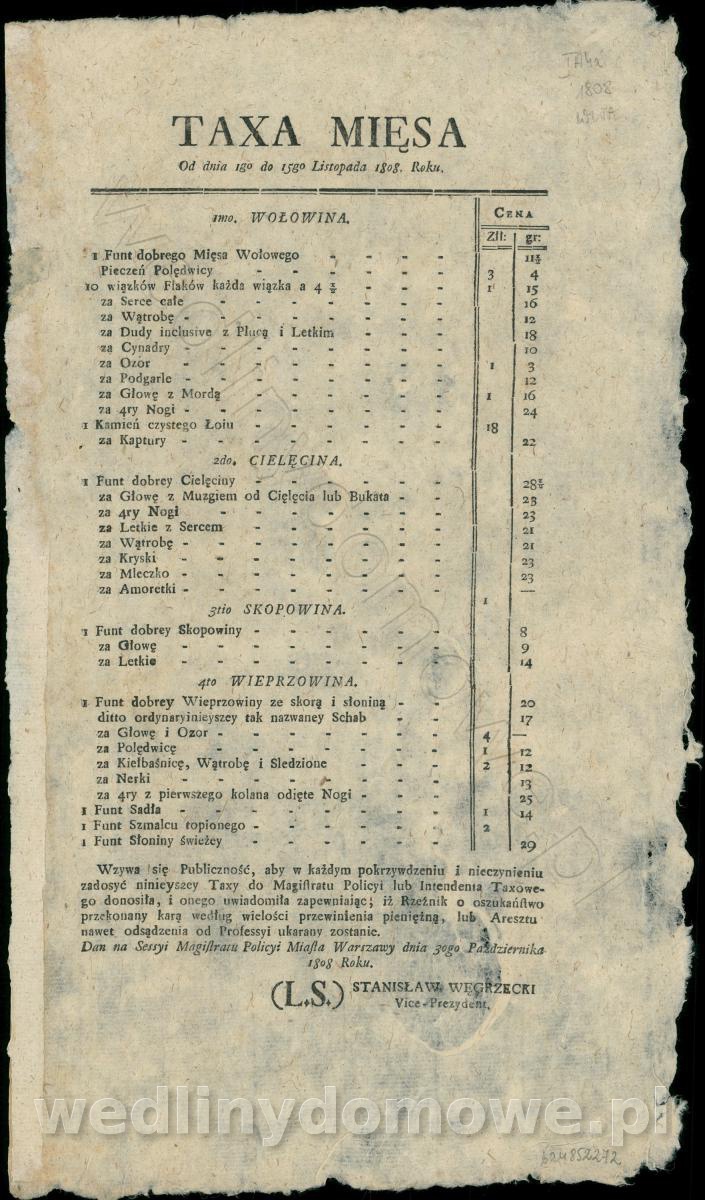 1808
TAXA MIĘSA
Od dnia 1go do 15go Listopada 1808. Roku.
1mo. WOŁOWINA.
CENA
Zll: gr:
1 Funt dobrego Mięsa Wołowego - - - - 11½
Pieczeń Polędwicy - - - - - - 3 4
10 wiązków Flaków każda wiązka a 4 ½ - - - 1 15
za Serce całe - - - - - - - 16
za Wątrobę - - - - - - - - 12
za Dudy inclusive z Płucą i Letkim - - - - 18
za Cynadry - - - - - - - - 10
za Ozor - - - - - - - - 1 3
za Podgarle - - - - - - - - 12
za Głowę z Mordą - - - - - - 1 16
za 4ry Nogi - - - - - - - - 24
1 Kamień czystego Łoiu - - - - - - 18
za Kaptury - - - - - - - - 22
2do. CIELĘCINA.
1 Funt dobrey Cielęciny - - - - - - 28½
za Głowę z Muzgiem od Cięlęcia lub Bukata - - 23
za 4ry Nogi - - - - - - - 23
za Letkie z Sercem - - - - - - 21
za Wątrobę - - - - - - - - 21
za Kryski - - - - - - - - 23
za Mleczko - - - - - - - - 23
za Amoretki - - - - - - - - 1 —
3tio SKOPOWINA.
1 Funt dobrey Skopowiny - - - - - - 8
za Głowę - - - - - - - - 9
za Letkie - - - - - - - - 14
4to WIEPRZOWINA.
1 Funt dobrey Wieprzowiny ze skorą i słoniną - - 20
ditto ordynaryinieyszey tak nazwaney Schab - - 17
za Głowę i Ozor - - - - - - - 4 —
za Polędwicę - - - - - - - 1 12
za Kiełbaśnicę, Wątrobę i Sledzione - - - 2 12
za Nerki - - - - - - - - 13
za 4ry z pierwszego kolana odięte Nogi - - - 25
1 Funt Sadła - - - - - - - - 1 14
1 Funt Szmalcu topionego - - - - - - 2
1 Funt Słoniny świeżey - - - - - - 29
Wzywa się Publiczność, aby w każdym pokrzywdzeniu i nieczynieniu
zadosyć ninieyszey Taxy do Magistratu Policyi lub Intendenta Taxowe-
go donosiła, i onego uwiadomiła zapewniaiąc; iż Rzeźnik o oszukaństwo
przekonany karą według wielości przewinienia pieniężną, lub Aresztu
nawet odsądzenia od Professyi ukarany zostanie.
Dan na Sessyi Magistratu Policyi Miasta Warszawy dnia 30go Października
1808 Roku.
(L.S.) STANISŁAW WĘGRZECKI
Vice-Prezydent.
wedlinydomowe.pl